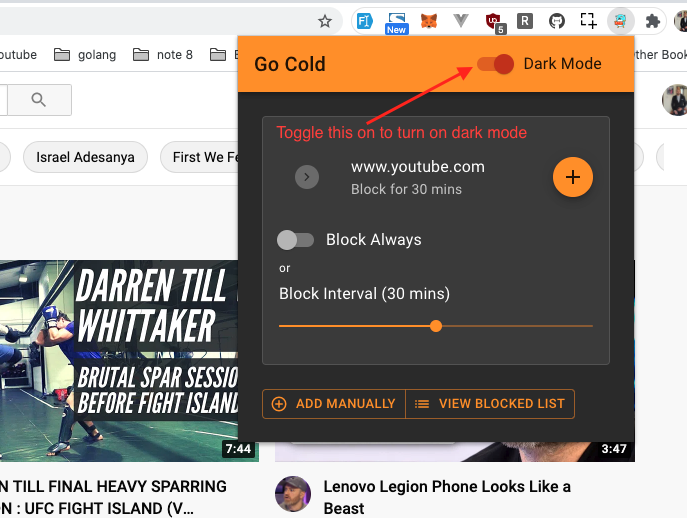 New
5
R
outube
golang
note 8
ther Book
Go Cold
Dark Mode
Toggle this on to turn on dark mode
Israel Adesanya
First We Fe
www.youtube.com
Block for 30 mins
Block Always
or
Block Interval (30 mins)
ADD MANUALLY
VIEW BLOCKED LIST
DARREN TILL
WHITTAKER
BRUTAL SPAR SESSIO
BEFORE FIGHT ISLAND
7:44
3:47
N TILL FINAL HEAVY SPARRING
ON : UFC FIGHT ISLAND (V...
Lenovo Legion Phone Looks Like a
Beast